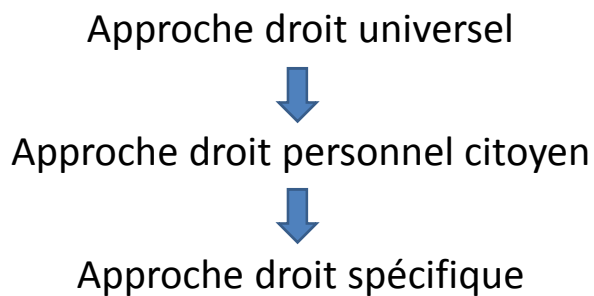 Approche droit universel
Approche droit personnel citoyen
Approche droit spécifique